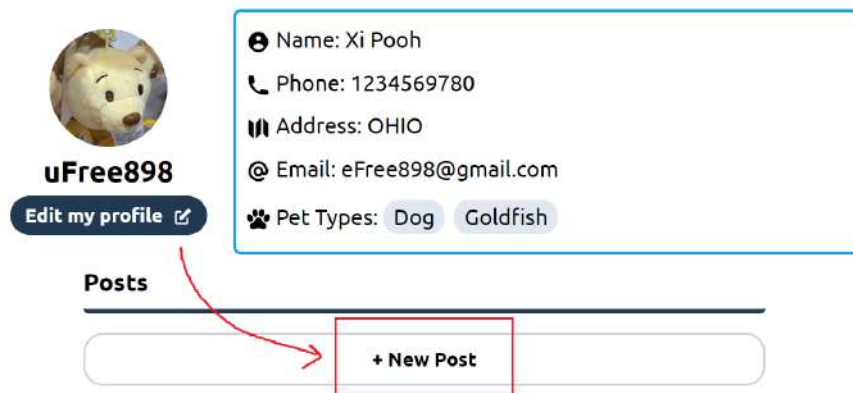 Name: Xi Pooh
Phone: 1234569780
Address: OHIO
@ Email: eFree898@gmail.com
Pet Types: Dog Goldfish
uFree898
Edit my profile
Posts
+ New Post